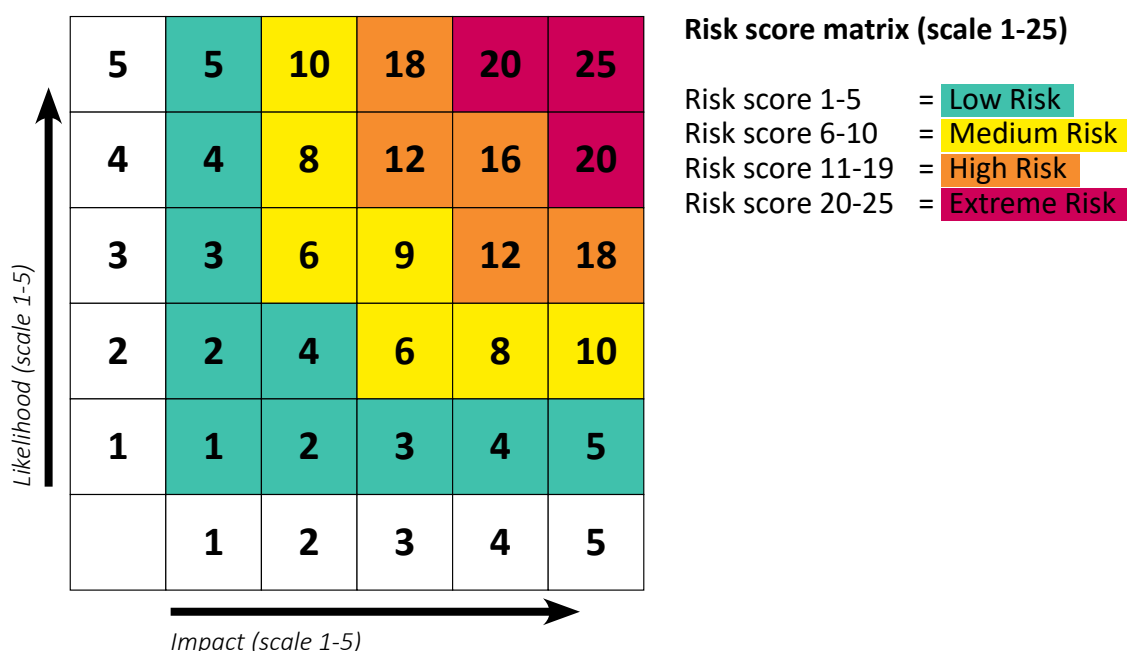 Risk score matrix (scale 1-25)
5 5 10 18 20 25
Risk score 1-5 = Low Risk
Risk score 6-10 = Medium Risk
4 4 8 12 16 20
Risk score 11-19 = High Risk
Risk score 20-25 = Extreme Risk
3 3 6 9 12 18
2 2 4 6 8 10
1 1 2 3 4 5
1 2 3 4 5
Likelihood (scale 1-5)
Impact (scale 1-5)